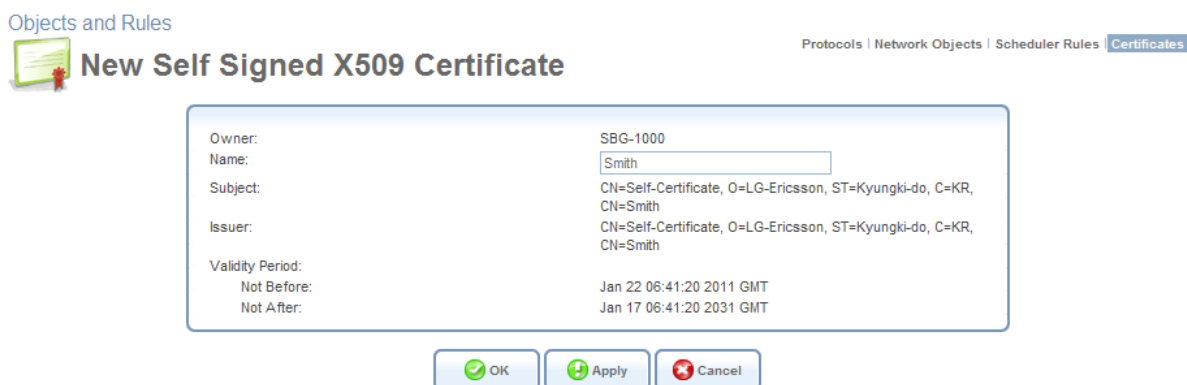 Objects and Rules
Protocols | Network Objects | Scheduler Rules | Certificates
New Self Signed X509 Certificate
Owner: SBG-1000
Name: Smith
Subject: CN=Self-Certificate, O=LG-Ericsson, ST=Kyungki-do, C=KR,
CN=Smith
Issuer: CN=Self-Certificate, O=LG-Ericsson, ST=Kyungki-do, C=KR,
CN=Smith
Validity Period:
Not Before: Jan 22 06:41:20 2011 GMT
Not After: Jan 17 06:41:20 2031 GMT
OK Apply Cancel